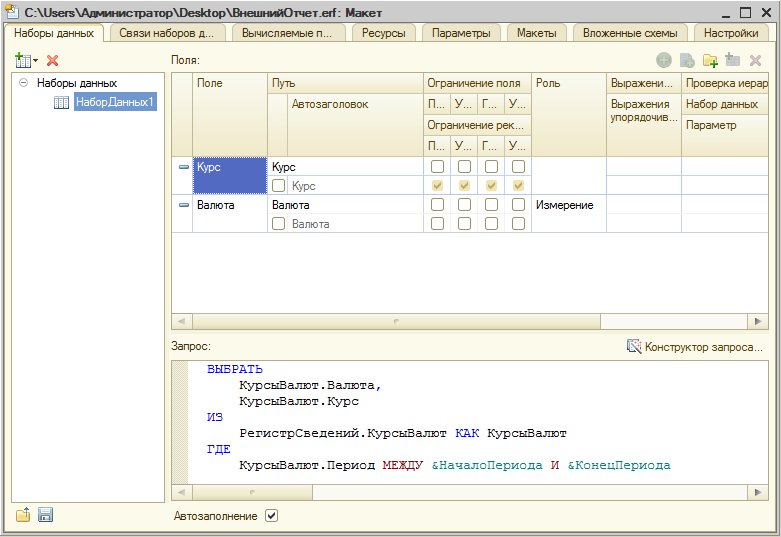 C:\Users\Администратор\Desktop\ВнешнийОтчет.erf: Макет
Наборы данных
Связи наборов д...
Вычисляемые п...
Ресурсы
Параметры
Макеты
Вложенные схемы
Настройки
Поля:
Наборы данных
НаборДанных1
Поле
Путь
Автозаголовок
Ограничение поля
П... У... Г... У...
Ограничение рек...
П... У... Г... У...
Роль
Выражени...
Выражения
упорядочив...
Проверка иерар
Набор данных
Параметр
Курс
Курс
Курс
Валюта
Валюта
Измерение
Валюта
Запрос:
Конструктор запроса...
ВЫБРАТЬ
КурсыВалют.Валюта,
КурсыВалют.Курс
ИЗ
РегистрСведений.КурсыВалют КАК КурсыВалют
ГДЕ
КурсыВалют.Период МЕЖДУ &НачалоПериода И &КонецПериода
Автозаполнение